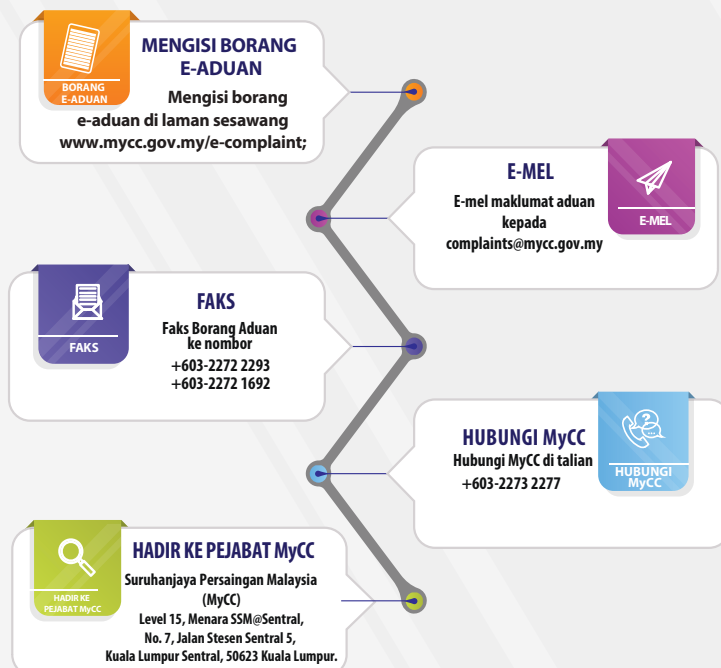 BORANG
E-ADUAN
MENGISI BORANG
E-ADUAN
Mengisi borang
e-aduan di laman sesawang
www.mycc.gov.my/e-complaint;
E-MEL
E-mel maklumat aduan
kepada
complaints@mycc.gov.my
E-MEL
FAKS
FAKS
Faks Borang Aduan
ke nombor
+603-2272 2293
+603-2272 1692
HUBUNGI MyCC
Hubungi MyCC di talian
+603-2273 2277
?
HUBUNGI
MyCC
HADIR KE
PEJABAT MyCC
HADIR KE PEJABAT MyCC
Suruhanjaya Persaingan Malaysia
(MyCC)
Level 15, Menara SSM@Sentral,
No. 7, Jalan Stesen Sentral 5,
Kuala Lumpur Sentral, 50623 Kuala Lumpur.